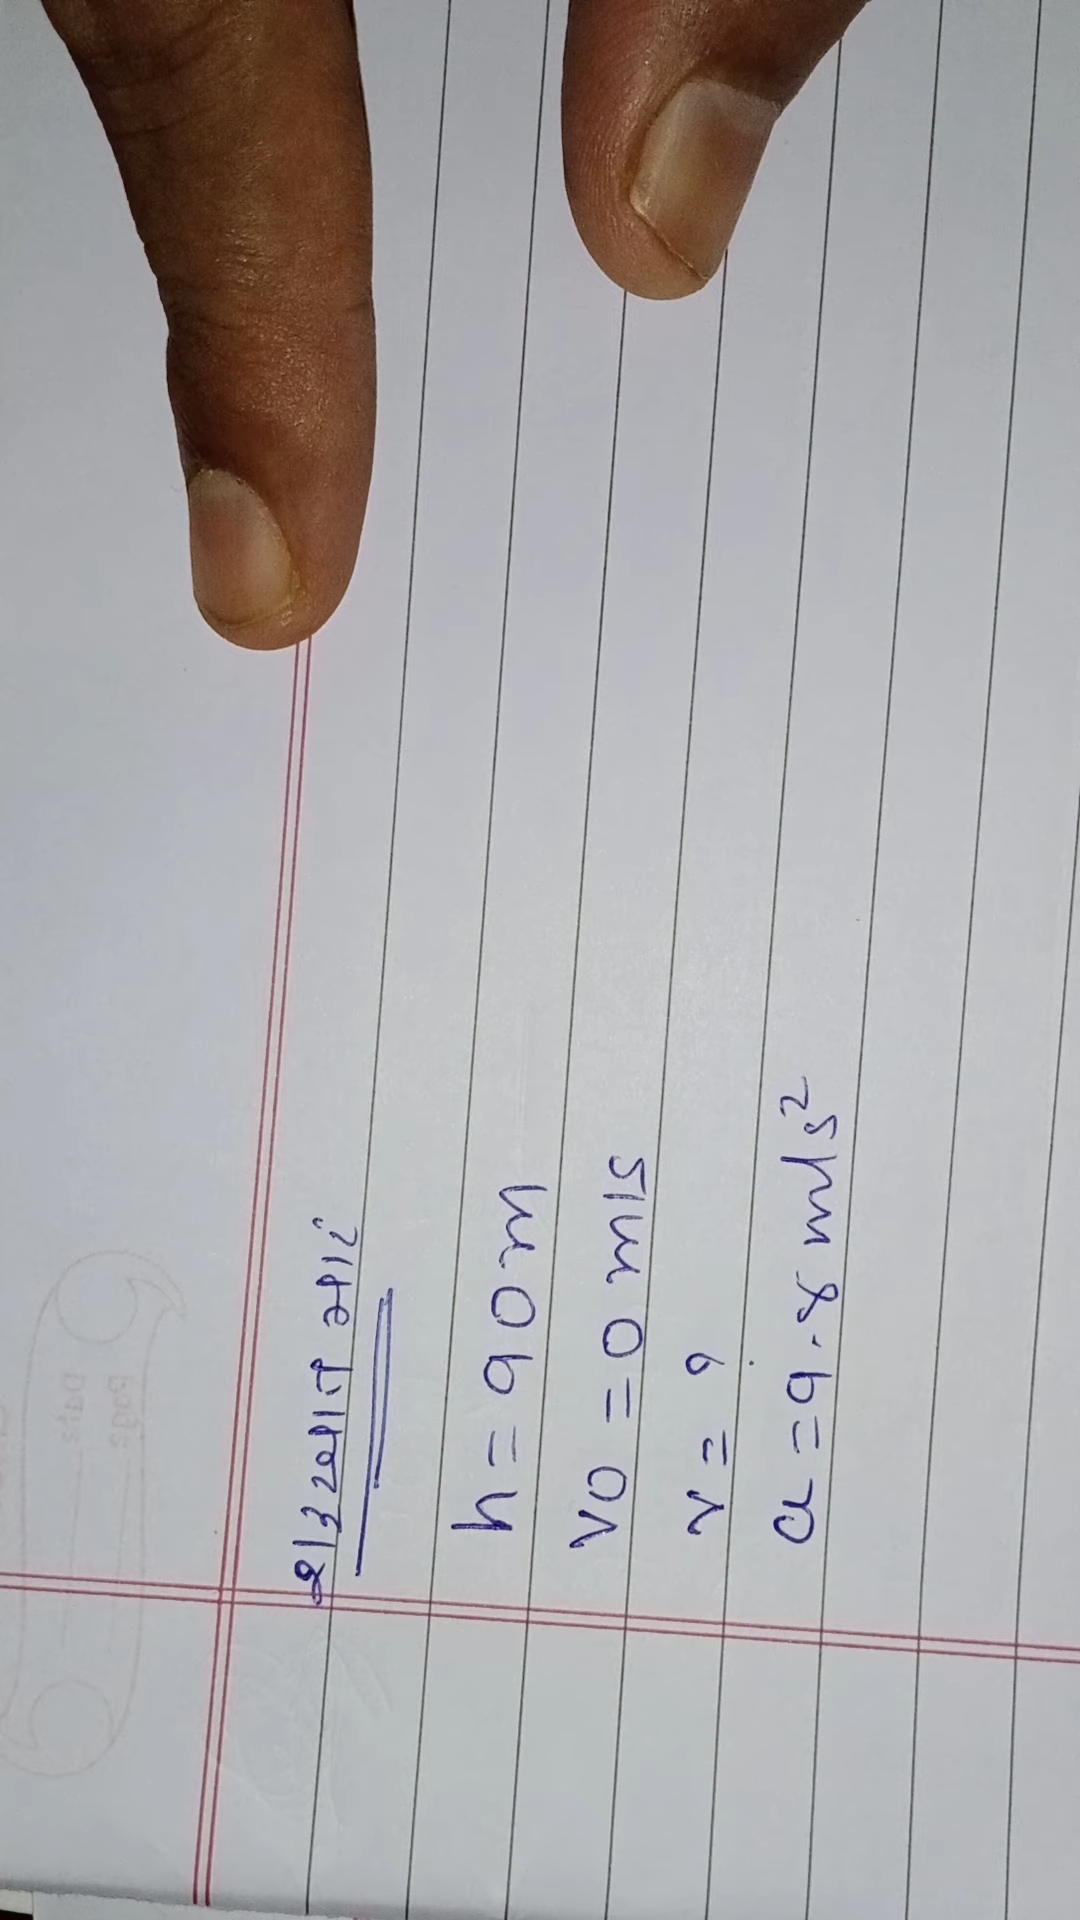 શરૂઆત માં
h = 90 m
v0 = 0 m/s
v = ?
a = 9.8 m/s²